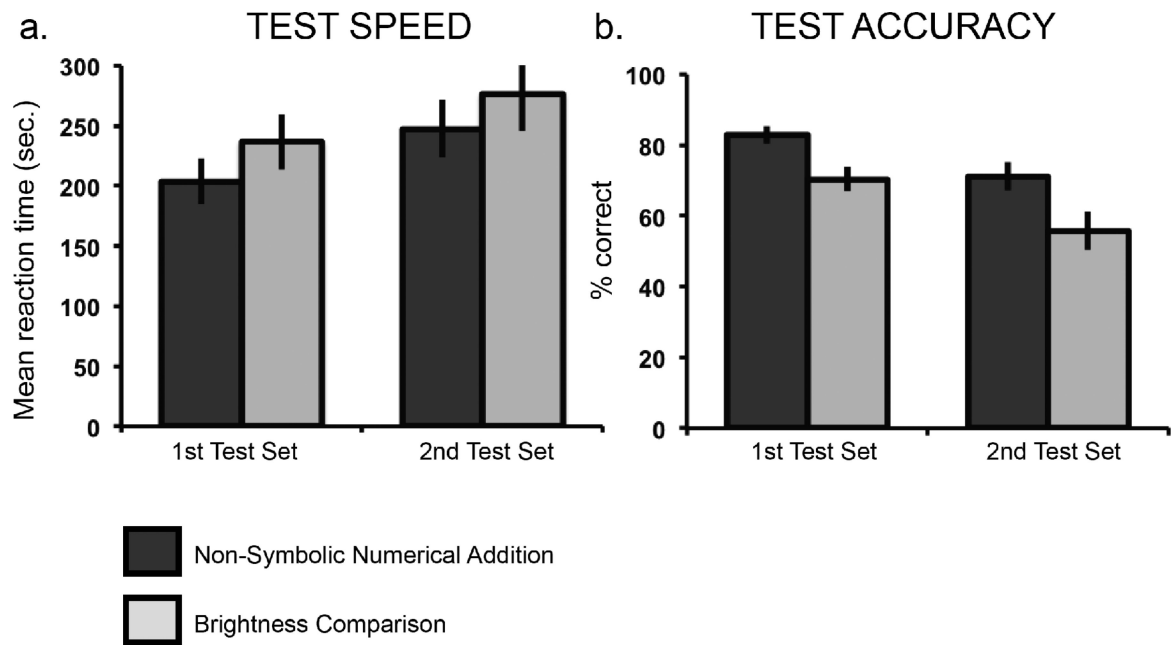 a. TEST SPEED
Mean reaction time (sec.)
300
250
200
150
100
50
0
1st Test Set 2nd Test Set
b. TEST ACCURACY
% correct
100
80
60
40
20
0
1st Test Set 2nd Test Set
Non-Symbolic Numerical Addition
Brightness Comparison